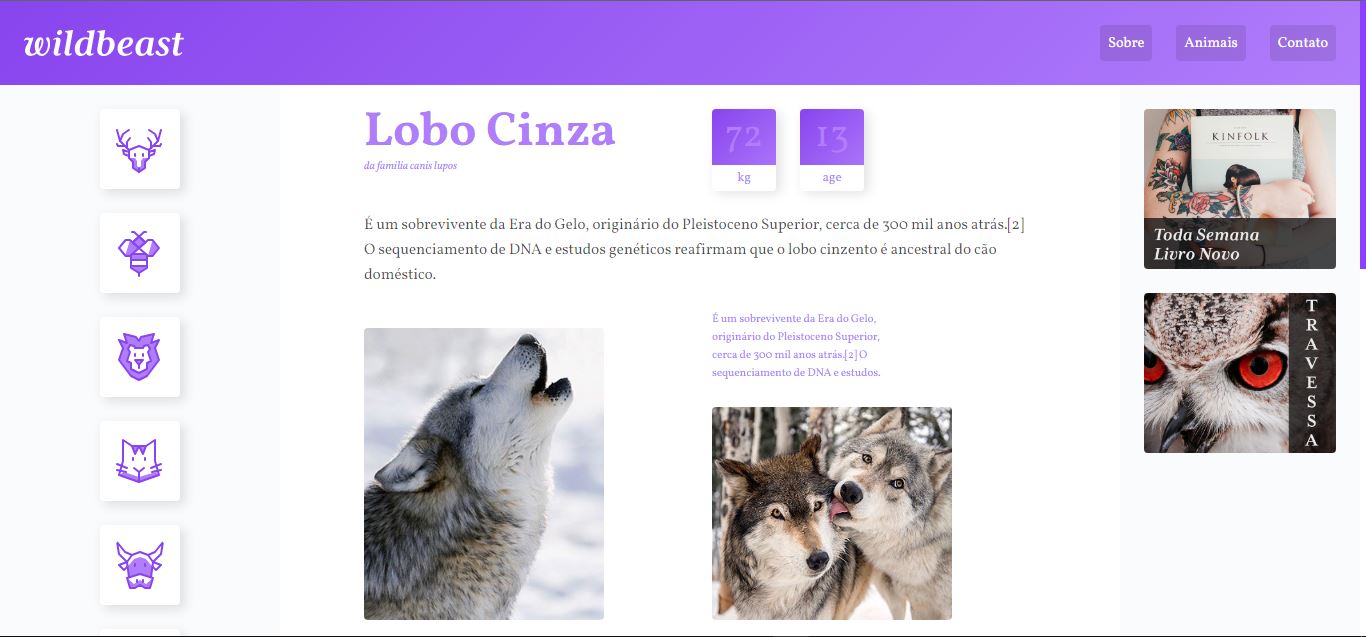 wildbeast
Sobre
Animais
Contato
Lobo Cinza
da família canis lupos
72
kg
13
age
É um sobrevivente da Era do Gelo, originário do Pleistoceno Superior, cerca de 300 mil anos atrás.[2]
O sequenciamento de DNA e estudos genéticos reafirmam que o lobo cinzento é ancestral do cão
doméstico.
É um sobrevivente da Era do Gelo,
originário do Pleistoceno Superior,
cerca de 300 mil anos atrás.[2] O
sequenciamento de DNA e estudos.
KINFOLK
Toda Semana
Livro Novo
TRAVESSA